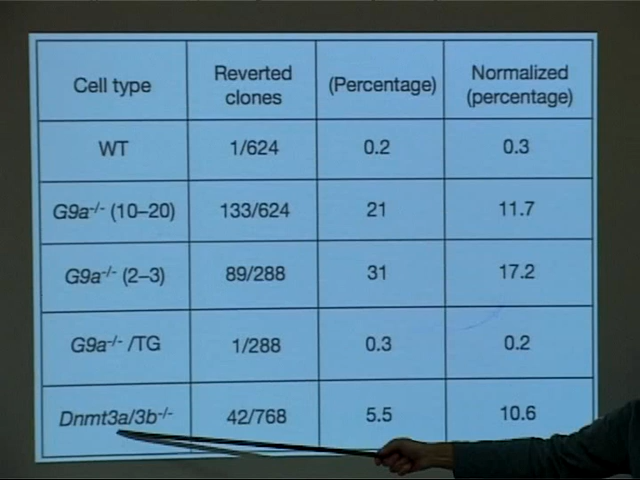 Cell type Reverted clones (Percentage) Normalized (percentage)
WT 1/624 0.2 0.3
G9a-/- (10–20) 133/624 21 11.7
G9a-/- (2–3) 89/288 31 17.2
G9a-/- /TG 1/288 0.3 0.2
Dnmt3a/3b-/- 42/768 5.5 10.6